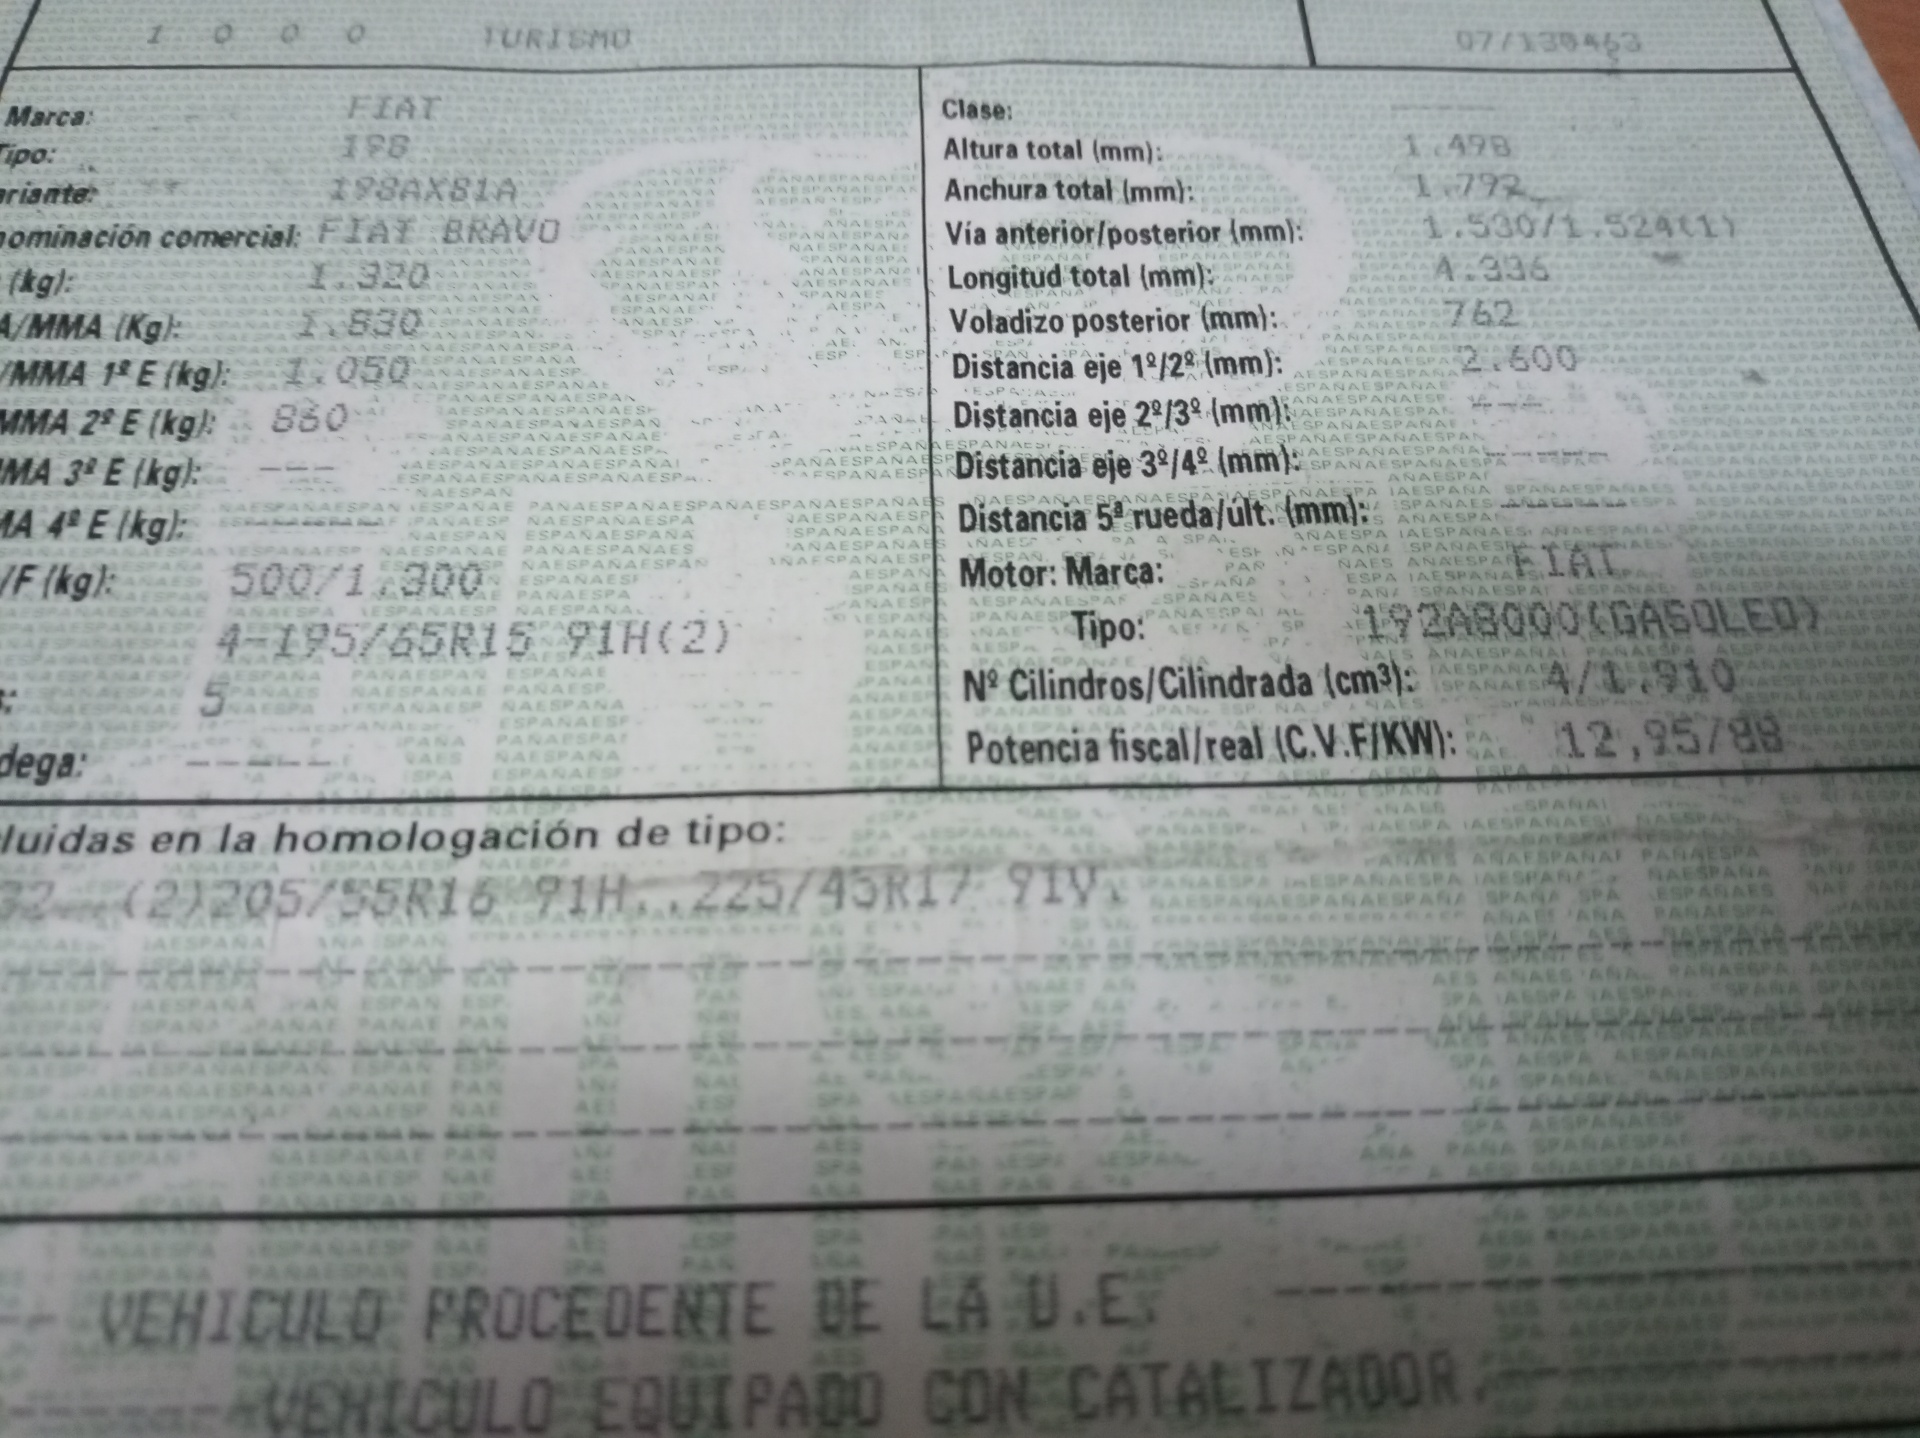 1 0 0 0 TURISMO
Marca: FIAT
Tipo: 198
ariante: 198AXB1A
nominación comercial: FIAT BRAVO
(kg): 1.320
A/MMA (Kg): 1.830
/MMA 1º E (kg): 1.050
MMA 2º E (kg): 850
MA 3º E (kg): ---
IA 4º E (kg): -----
/F (kg): 500/1.300
4-195/65R15 91H(2)
5
dega: -----
Clase: -----
Altura total (mm): 1.498
Anchura total (mm): 1.792
Vía anterior/posterior (mm): 1.530/1.524(1)
Longitud total (mm): 4.336
Voladizo posterior (mm): 762
Distancia eje 1º/2º (mm): 2.600
Distancia eje 2º/3º (mm): ---
Distancia eje 3º/4º (mm): -----
Distancia 5ª rueda/últ. (mm): -----
Motor: Marca: FIAT
Tipo: 192A8000(GASOLEO)
Nº Cilindros/Cilindrada (cm³): 4/1.910
Potencia fiscal/real (C.V.F/KW): 12,95/88
luidas en la homologación de tipo:
32 (2)205/55R16 91H..225/45R17 91V.
VEHICULO PROCEDENTE DE LA U.E.
VEHICULO EQUIPADO CON CATALIZADOR.